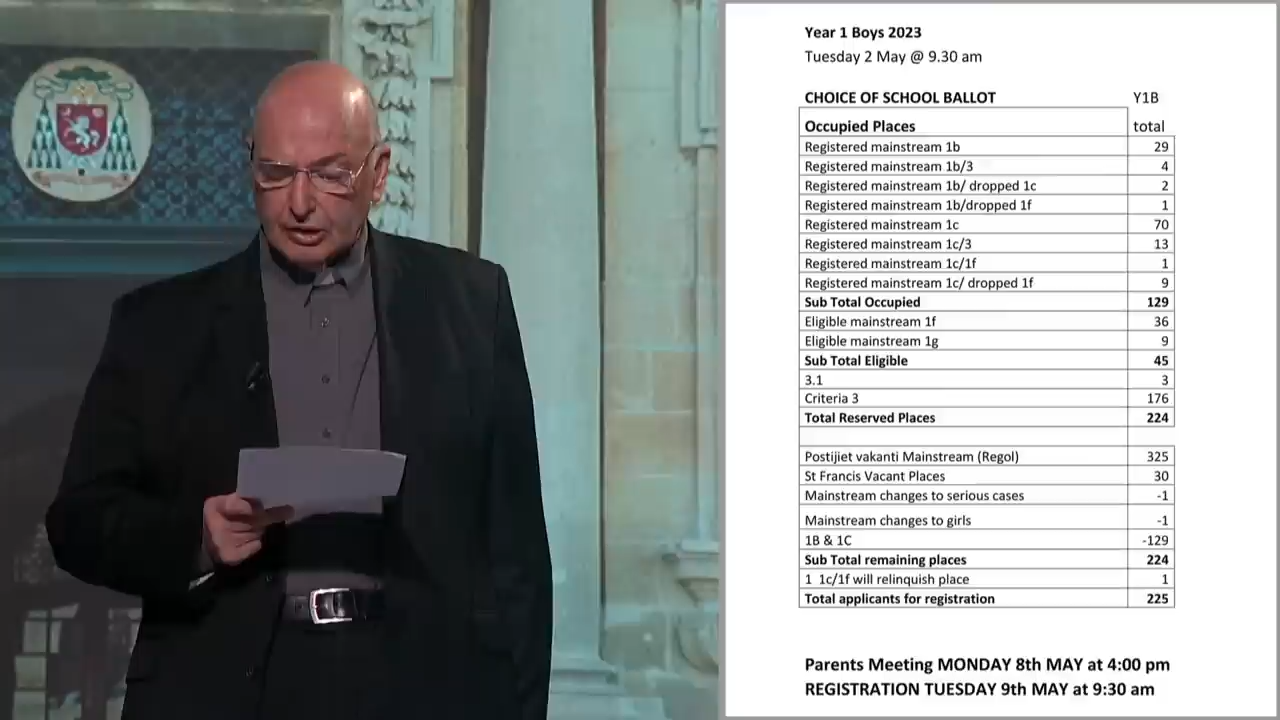 Year 1 Boys 2023
Tuesday 2 May @ 9.30 am
CHOICE OF SCHOOL BALLOT Y1B
Occupied Places total
Registered mainstream 1b 29
Registered mainstream 1b/3 4
Registered mainstream 1b/ dropped 1c 2
Registered mainstream 1b/dropped 1f 1
Registered mainstream 1c 70
Registered mainstream 1c/3 13
Registered mainstream 1c/1f 1
Registered mainstream 1c/ dropped 1f 9
Sub Total Occupied 129
Eligible mainstream 1f 36
Eligible mainstream 1g 9
Sub Total Eligible 45
3.1 3
Criteria 3 176
Total Reserved Places 224
Postijiet vakanti Mainstream (Regol) 325
St Francis Vacant Places 30
Mainstream changes to serious cases -1
Mainstream changes to girls -1
1B & 1C -129
Sub Total remaining places 224
1 1c/1f will relinquish place 1
Total applicants for registration 225
Parents Meeting MONDAY 8th MAY at 4:00 pm
REGISTRATION TUESDAY 9th MAY at 9:30 am